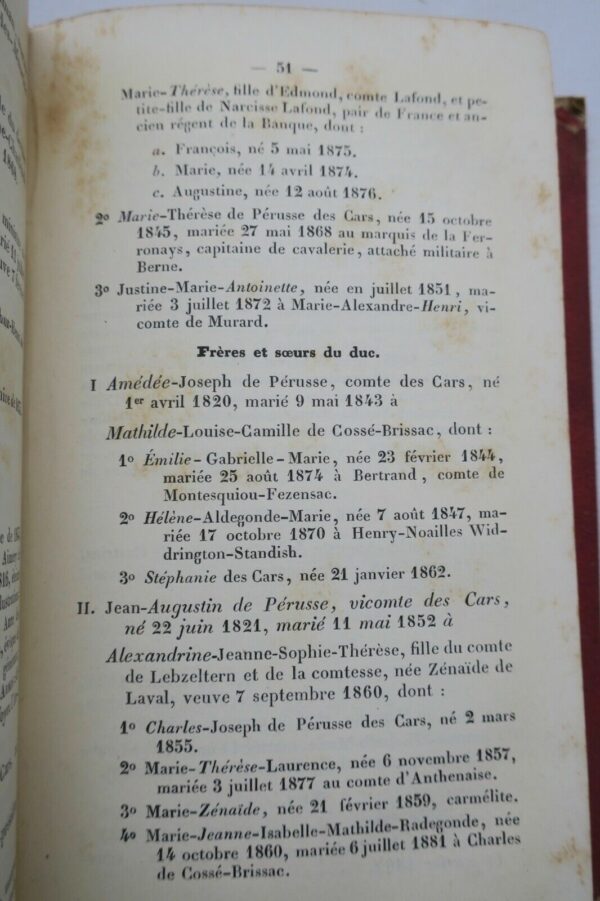 — 51 —
Marie-Thérèse, fille d'Edmond, comte Lafond, et pe-
tite-fille de Narcisse Lafond, pair de France et an-
cien régent de la Banque, dont :
a. François, né 5 mai 1875.
b. Marie, née 14 avril 1874.
c. Augustine, née 12 août 1876.
2º Marie-Thérèse de Pérusse des Cars, née 15 octobre
1845, mariée 27 mai 1868 au marquis de la Fer-
ronays, capitaine de cavalerie, attaché militaire à
Berne.
3º Justine-Marie-Antoinette, née en juillet 1851, ma-
riée 3 juillet 1872 à Marie-Alexandre-Henri, vi-
comte de Murard.
Frères et sœurs du duc.
I Amédée-Joseph de Pérusse, comte des Cars, né
1er avril 1820, marié 9 mai 1843 à
Mathilde-Louise-Camille de Cossé-Brissac, dont :
1º Émilie-Gabrielle-Marie, née 23 février 1844,
mariée 25 août 1874 à Bertrand, comte de
Montesquiou-Fezensac.
2º Hélène-Aldegonde-Marie, née 7 août 1847, ma-
riée 17 octobre 1870 à Henry-Noailles Wid-
drington-Standish.
3º Stéphanie des Cars, née 21 janvier 1862.
II. Jean-Augustin de Pérusse, vicomte des Cars,
né 22 juin 1821, marié 11 mai 1852 à
Alexandrine-Jeanne-Sophie-Thérèse, fille du comte
de Lebzeltern et de la comtesse, née Zénaïde de
Laval, veuve 7 septembre 1860, dont :
1º Charles-Joseph de Pérusse des Cars, né 2 mars
1855.
2º Marie-Thérèse-Laurence, née 6 novembre 1857,
mariée 3 juillet 1877 au comte d'Anthenaise.
3º Marie-Zénaïde, née 21 février 1859, carmélite.
4º Marie-Jeanne-Isabelle-Mathilde-Radegonde, née
14 octobre 1860, mariée 6 juillet 1881 à Charles
de Cossé-Brissac.